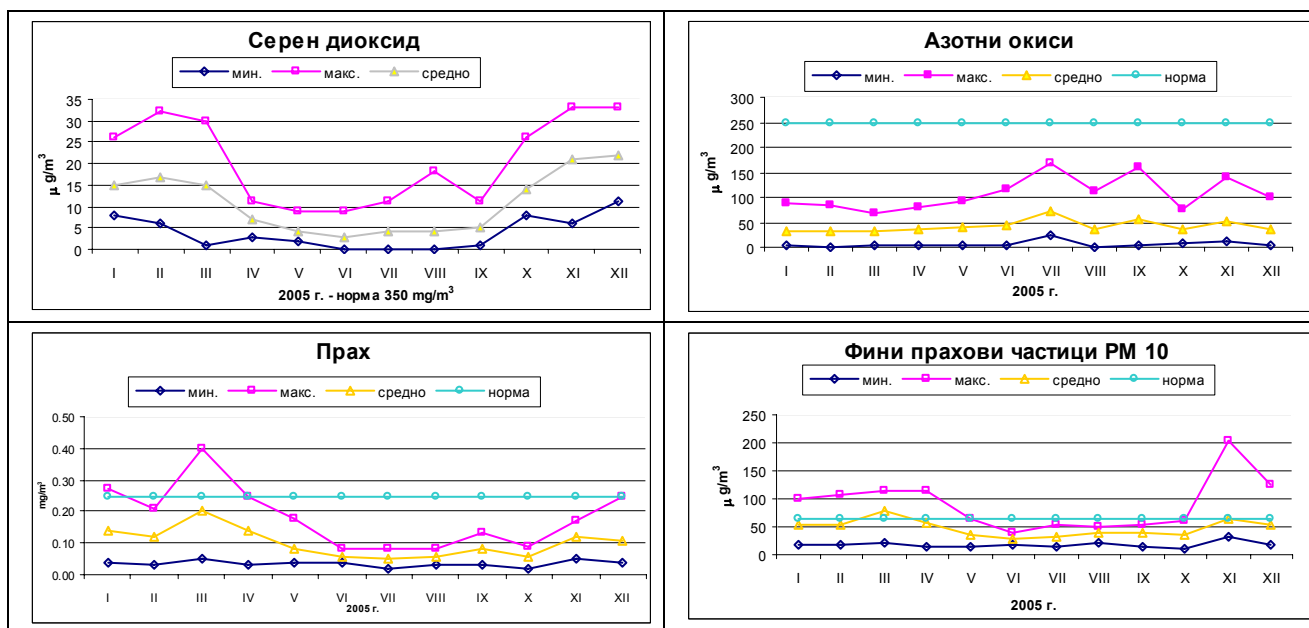 Серен диоксид
мин. макс. средно
35
30
25
20
15
10
5
0
µ g/m³
I II III IV V VI VII VIII IX X XI XII
2005 г. - норма 350 mg/m³
Азотни окиси
мин. макс. средно норма
300
250
200
150
100
50
0
µ g/m³
I II III IV V VI VII VIII IX X XI XII
2005 г.
Прах
мин. макс. средно норма
0.50
0.40
0.30
0.20
0.10
0.00
mg/m³
I II III IV V VI VII VIII IX X XI XII
2005 г.
Фини прахови частици РМ 10
мин. макс. средно норма
250
200
150
100
50
0
µ g/m³
I II III IV V VI VII VIII IX X XI XII
2005 г.